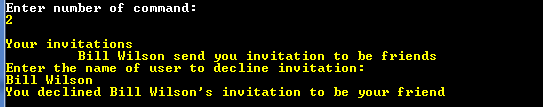 Enter number of command:
2
Your invitations
Bill Wilson send you invitation to be friends
Enter the name of user to decline invitation:
Bill Wilson
You declined Bill Wilson's invitation to be your friend